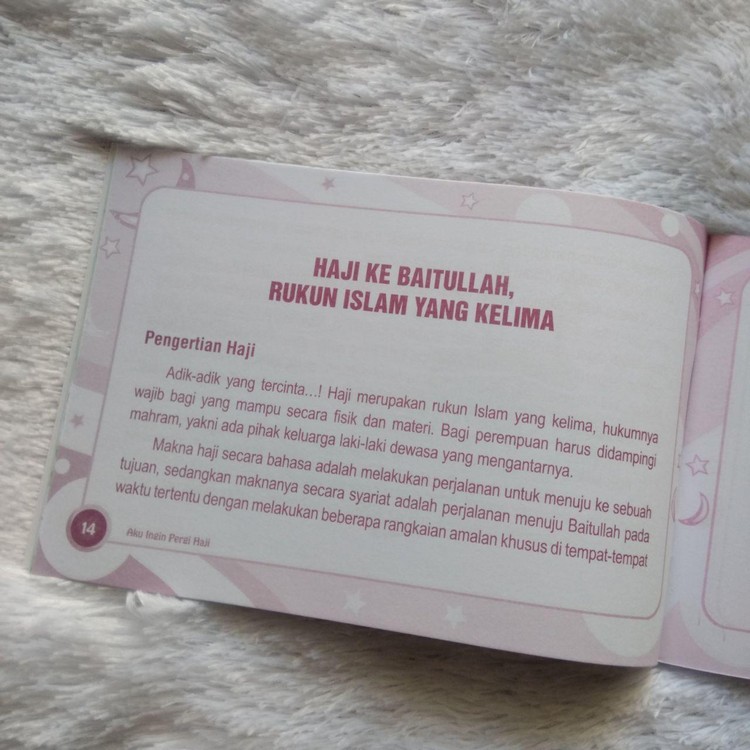 HAJI KE BAITULLAH,
RUKUN ISLAM YANG KELIMA
Pengertian Haji
Adik-adik yang tercinta...! Haji merupakan rukun Islam yang kelima, hukumnya
wajib bagi yang mampu secara fisik dan materi. Bagi perempuan harus didampingi
mahram, yakni ada pihak keluarga laki-laki dewasa yang mengantarnya.
Makna haji secara bahasa adalah melakukan perjalanan untuk menuju ke sebuah
tujuan, sedangkan maknanya secara syariat adalah perjalanan menuju Baitullah pada
waktu tertentu dengan melakukan beberapa rangkaian amalan khusus di tempat-tempat
14
Aku Ingin Pergi Haji